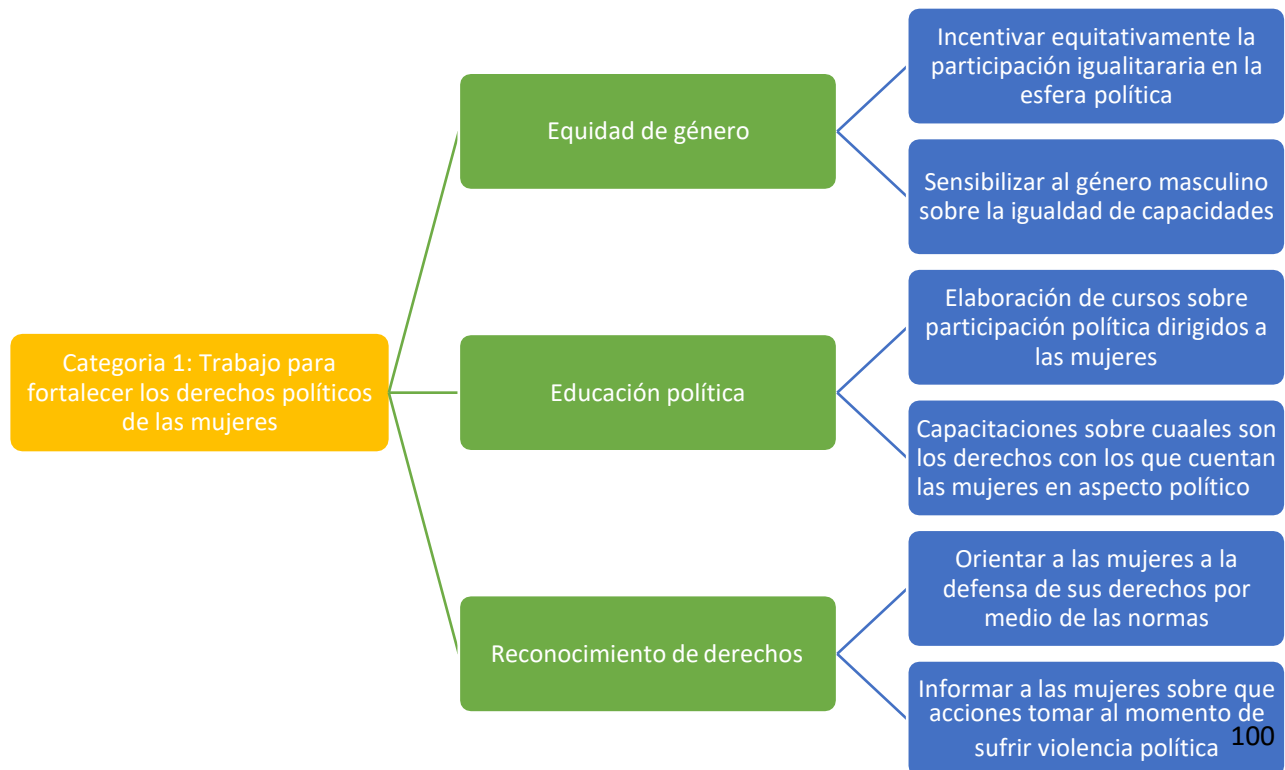 Categoria 1: Trabajo para
fortalecer los derechos políticos
de las mujeres
Equidad de género
Incentivar equitativamente la
participación igualitararia en la
esfera política
Sensibilizar al género masculino
sobre la igualdad de capacidades
Educación política
Elaboración de cursos sobre
participación política dirigidos a
las mujeres
Capacitaciones sobre cuaales son
los derechos con los que cuentan
las mujeres en aspecto político
Reconocimiento de derechos
Orientar a las mujeres a la
defensa de sus derechos por
medio de las normas
Informar a las mujeres sobre que
acciones tomar al momento de
sufrir violencia política
100